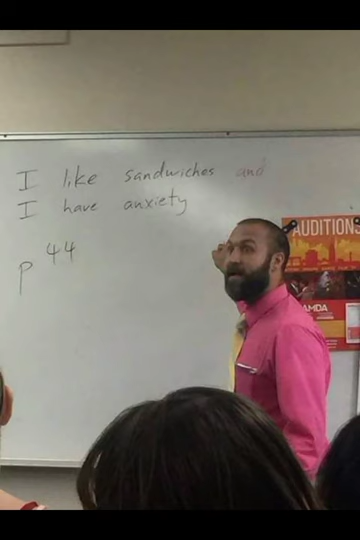 I like sandwiches and
I have anxiety
p 44
AUDITIONS
AMDA